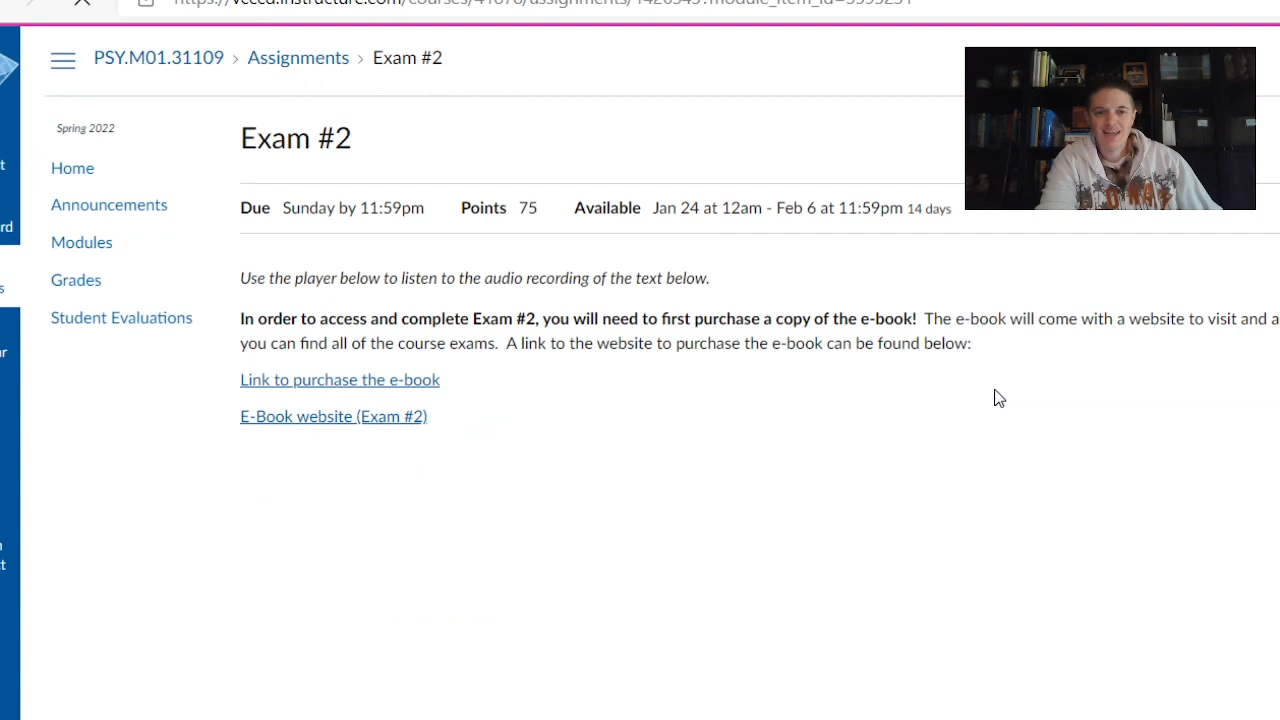 PSY.M01.31109 › Assignments › Exam #2
Spring 2022
Exam #2
Home
Announcements
Modules
Grades
Student Evaluations
Due Sunday by 11:59pm Points 75 Available Jan 24 at 12am - Feb 6 at 11:59pm 14 days
Use the player below to listen to the audio recording of the text below.
In order to access and complete Exam #2, you will need to first purchase a copy of the e-book! The e-book will come with a website to visit and a
you can find all of the course exams. A link to the website to purchase the e-book can be found below:
Link to purchase the e-book
E-Book website (Exam #2)